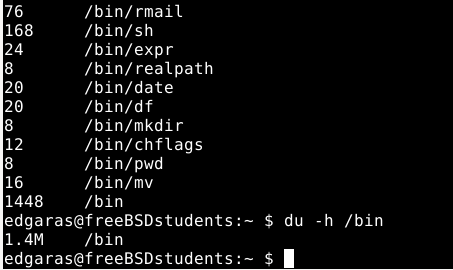 76 /bin/rmail
168 /bin/sh
24 /bin/expr
8 /bin/realpath
20 /bin/date
20 /bin/df
8 /bin/mkdir
12 /bin/chflags
8 /bin/pwd
16 /bin/mv
1448 /bin
edgaras@freeBSDstudents:~ $ du -h /bin
1.4M /bin
edgaras@freeBSDstudents:~ $